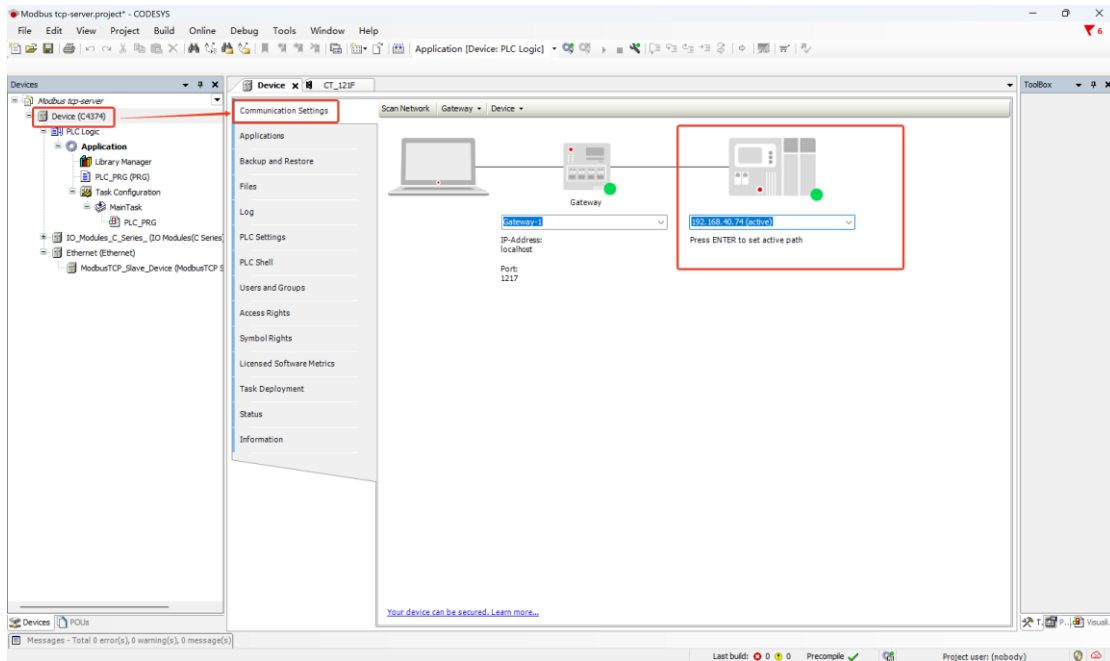 Modbus tcp-server.project* - CODESYS
File Edit View Project Build Online Debug Tools Window Help
6
Application [Device: PLC Logic]
Devices
Modbus tcp-server
Device (C4374)
PLC Logic
Application
Library Manager
PLC_PRG (PRG)
Task Configuration
MainTask
PLC_PRG
IO_Modules_C_Series_ (IO Modules(C Series
Ethernet (Ethernet)
ModbusTCP_Slave_Device (ModbusTCP S
Devices
POUs
Device
CT_121F
Communication Settings
Applications
Backup and Restore
Files
Log
PLC Settings
PLC Shell
Users and Groups
Access Rights
Symbol Rights
Licensed Software Metrics
Task Deployment
Status
Information
Scan Network Gateway Device
Gateway
Gateway-1
IP-Address:
localhost
Port:
1217
192.168.40.74 (active)
Press ENTER to set active path
Your device can be secured. Learn more...
ToolBox
T.
P...
Visuali.
Messages - Total 0 error(s), 0 warning(s), 0 message(s)
Last build: 0 0 Precompile
Project user: (nobody)